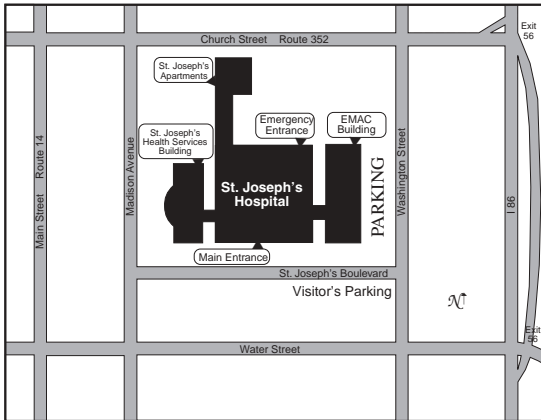 Exit
56
Church Street    Route 352
St. Joseph's
Apartments
Emergency
Entrance
EMAC
Building
St. Joseph's
Health Services
Building
St. Joseph's
Hospital
PARKING
Main Street    Route 14
Madison Avenue
Washington Street
I 86
Main Entrance
St. Joseph's Boulevard
Visitor's Parking
N
Exit
56
Water Street